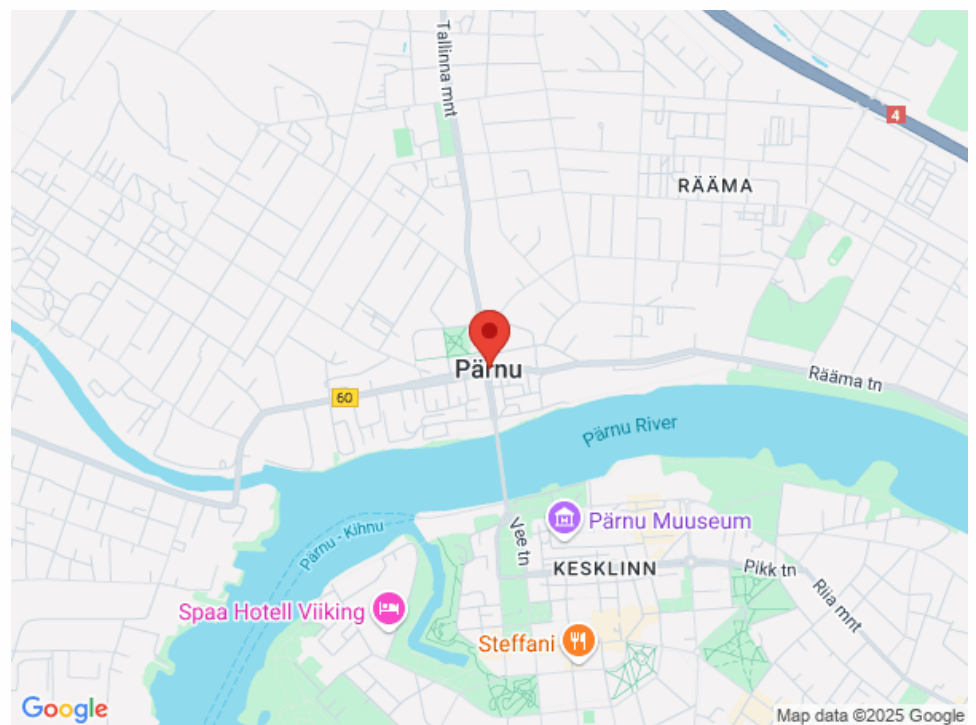 Tallinna mnt
4
RÄÄMA
Pärnu
Rääma tn
60
Pärnu River
Pärnu - Kihnu
Vee tn
Pärnu Muuseum
KESKLINN
Pikk tn
Riia mnt
Spaa Hotell Viiking
Steffani
Google
Map data ©2025 Google